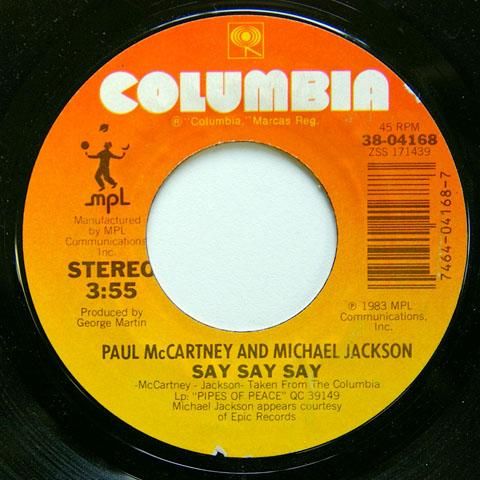 COLUMBIA
® "Columbia," Marcas Reg.
45 RPM
38-04168
ZSS 171439
mpl
Manufactured
by MPL
Communications
Inc.
STEREO
3:55
Produced by
George Martin
7464-04168-7
℗ 1983 MPL
Communications,
Inc.
PAUL McCARTNEY AND MICHAEL JACKSON
SAY SAY SAY
-McCartney - Jackson- Taken From The Columbia
Lp: "PIPES OF PEACE" QC 39149
Michael Jackson appears courtesy
of Epic Records